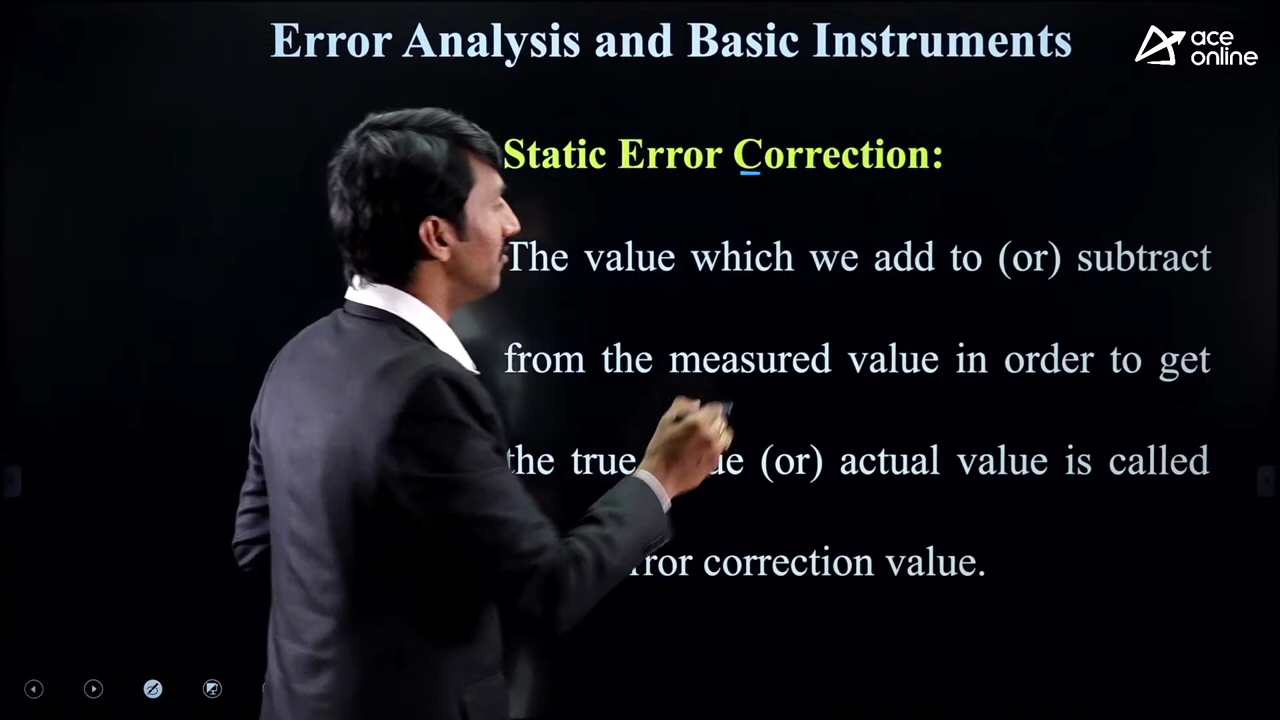 Error Analysis and Basic Instruments
ace
online
Static Error Correction:
The value which we add to (or) subtract
from the measured value in order to get
the true (or) actual value is called
correction value.